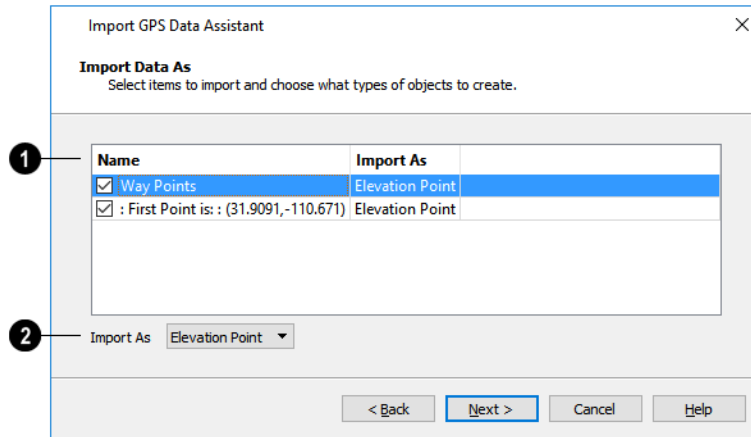 Import GPS Data Assistant
Import Data As
Select items to import and choose what types of objects to create.
1
Name Import As
Way Points Elevation Point
: First Point is: : (31.9091,-110.671) Elevation Point
2
Import As Elevation Point
< Back Next > Cancel Help